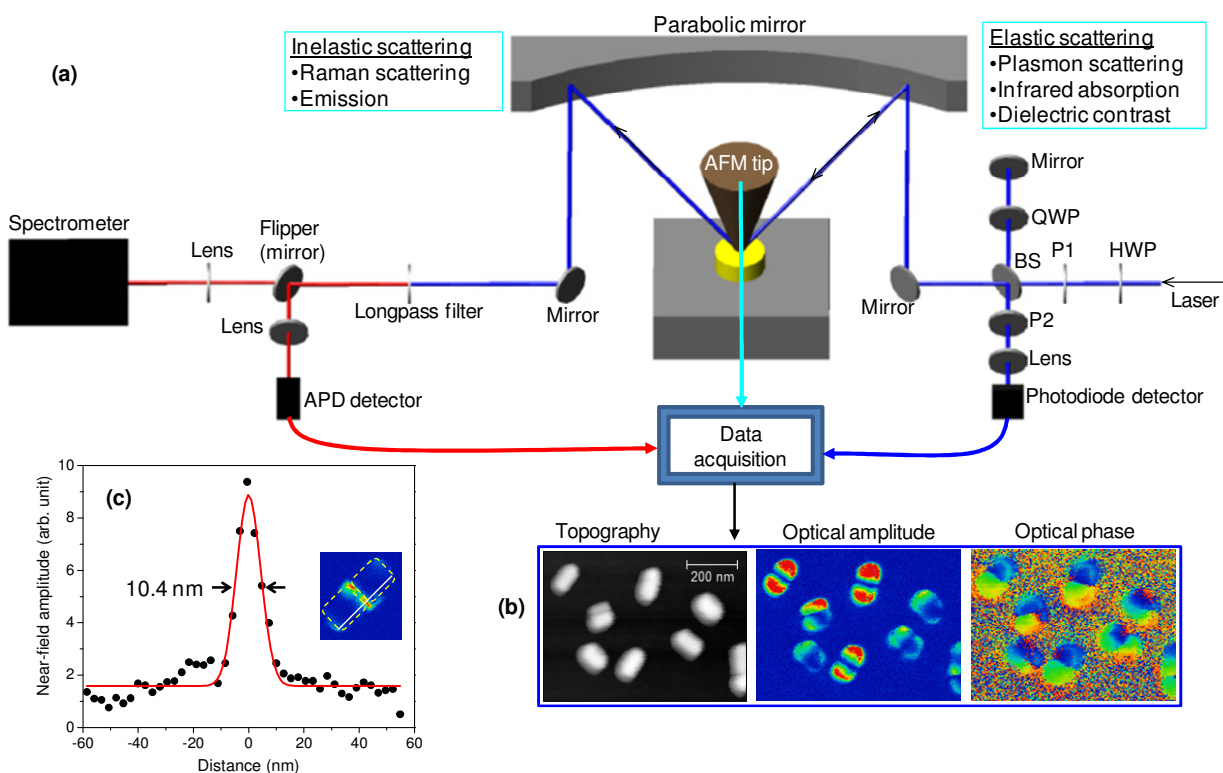 Parabolic mirror
(a)
Inelastic scattering
•Raman scattering
•Emission
Elastic scattering
•Plasmon scattering
•Infrared absorption
•Dielectric contrast
AFM tip
Mirror
QWP
BS
P1
HWP
Laser
Mirror
P2
Lens
Photodiode detector
Spectrometer
Lens
Flipper
(mirror)
Longpass filter
Mirror
Lens
APD detector
Data
acquisition
(c)
Near-field amplitude (arb. unit)
10
8
6
4
2
0
10.4 nm
-60
-40
-20
0
20
40
60
Distance (nm)
(b)
Topography
Optical amplitude
Optical phase
200 nm